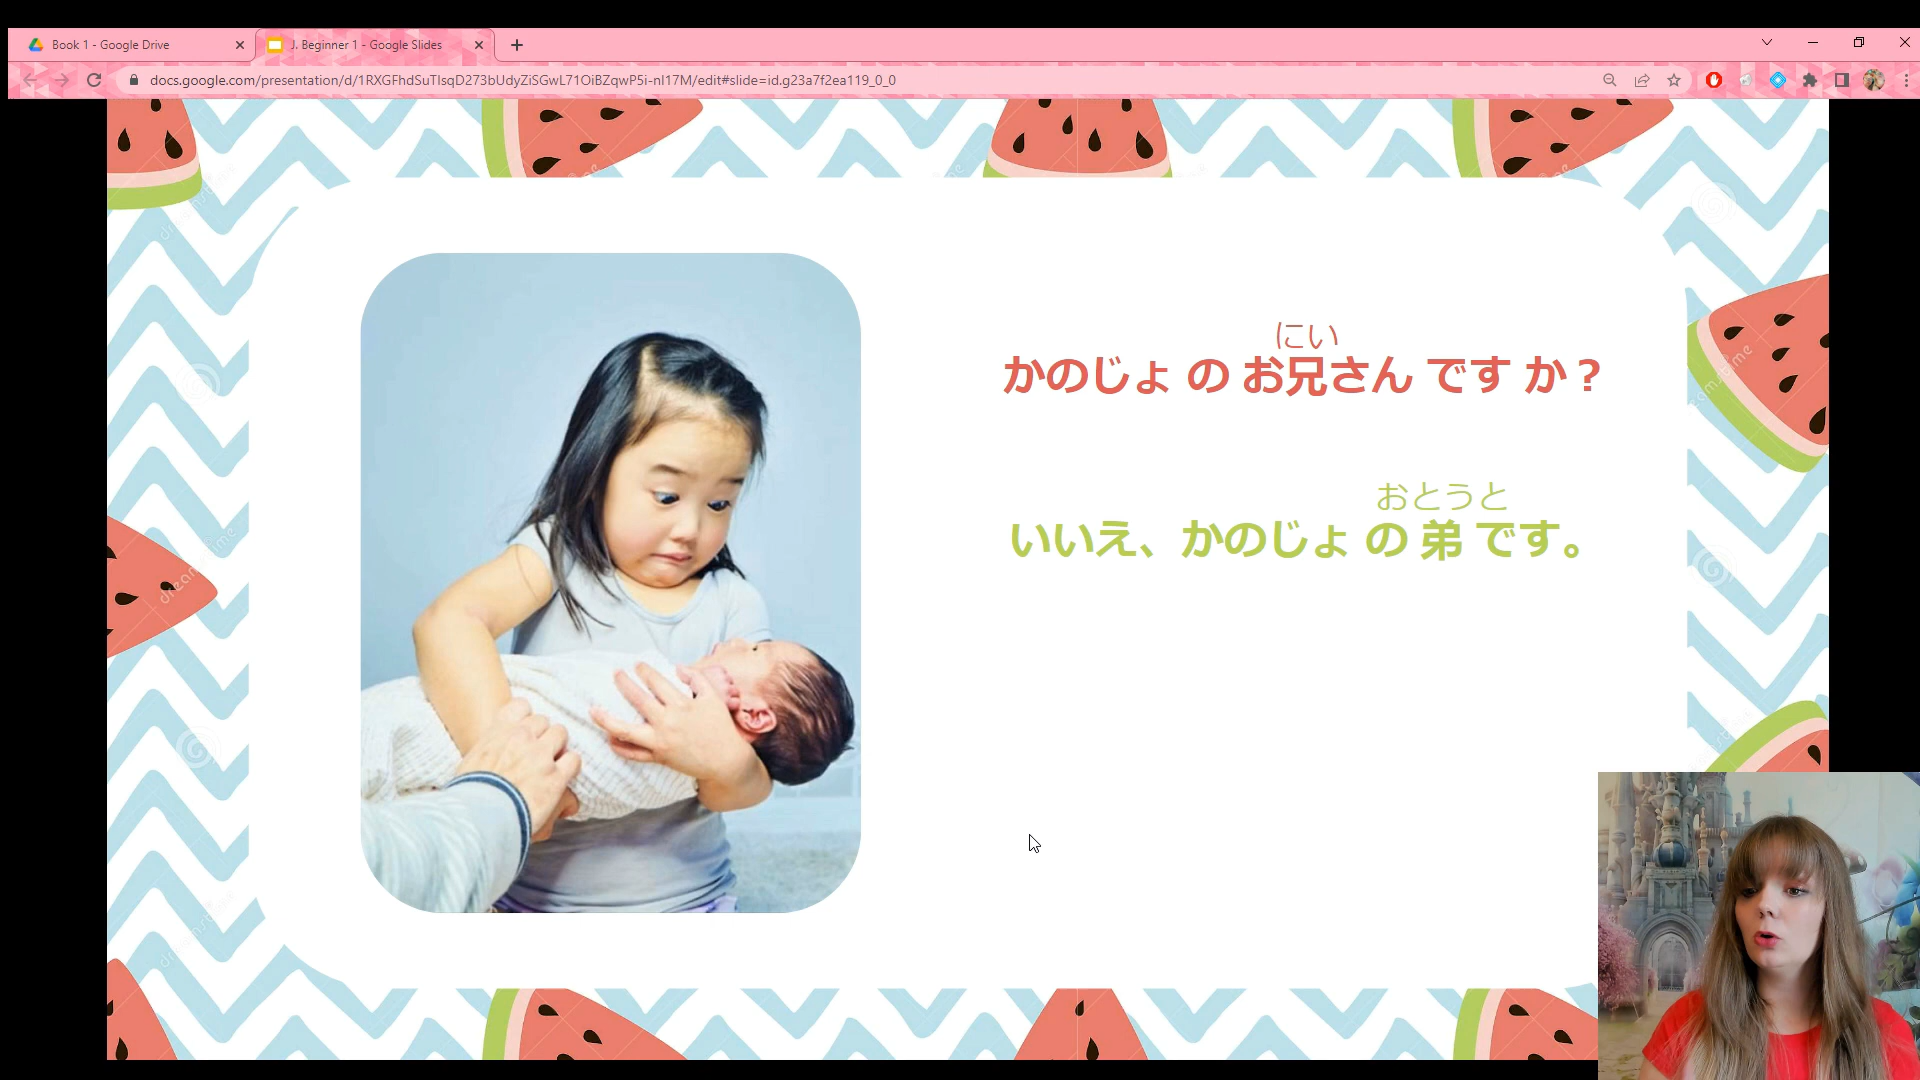 Book 1 - Google Drive
J. Beginner 1 - Google Slides
docs.google.com/presentation/d/1RXGFhdSuTlsqD273bUdyZiSGwL71OiBZqwP5i-nl17M/edit#slide=id.g23a7f2ea119_0_0
にい
かのじょ の お兄さん です か？
おとうと
いいえ、かのじょ の 弟 です。
dreamstime